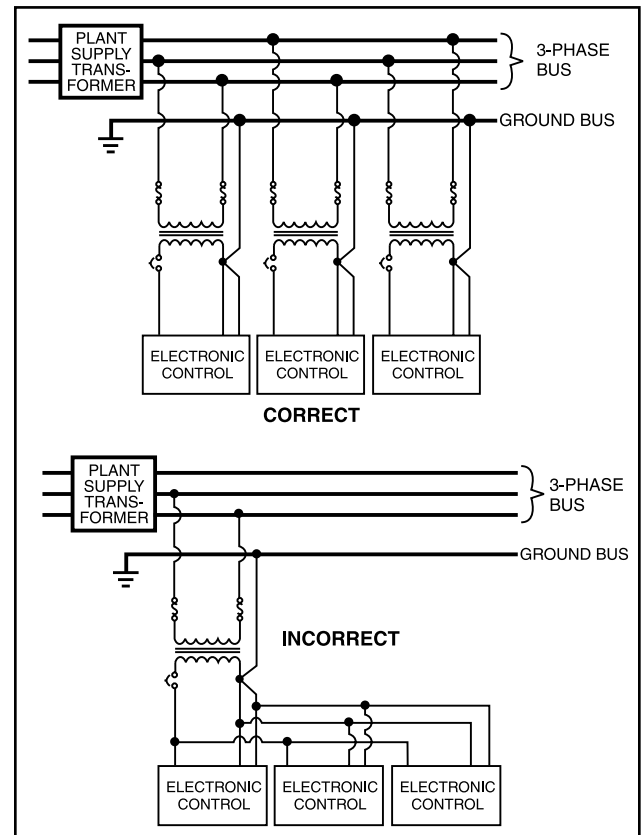 PLANT
SUPPLY
TRANS-
FORMER
3-PHASE
BUS
GROUND BUS
ELECTRONIC
CONTROL
ELECTRONIC
CONTROL
ELECTRONIC
CONTROL
CORRECT
PLANT
SUPPLY
TRANS-
FORMER
3-PHASE
BUS
GROUND BUS
INCORRECT
ELECTRONIC
CONTROL
ELECTRONIC
CONTROL
ELECTRONIC
CONTROL